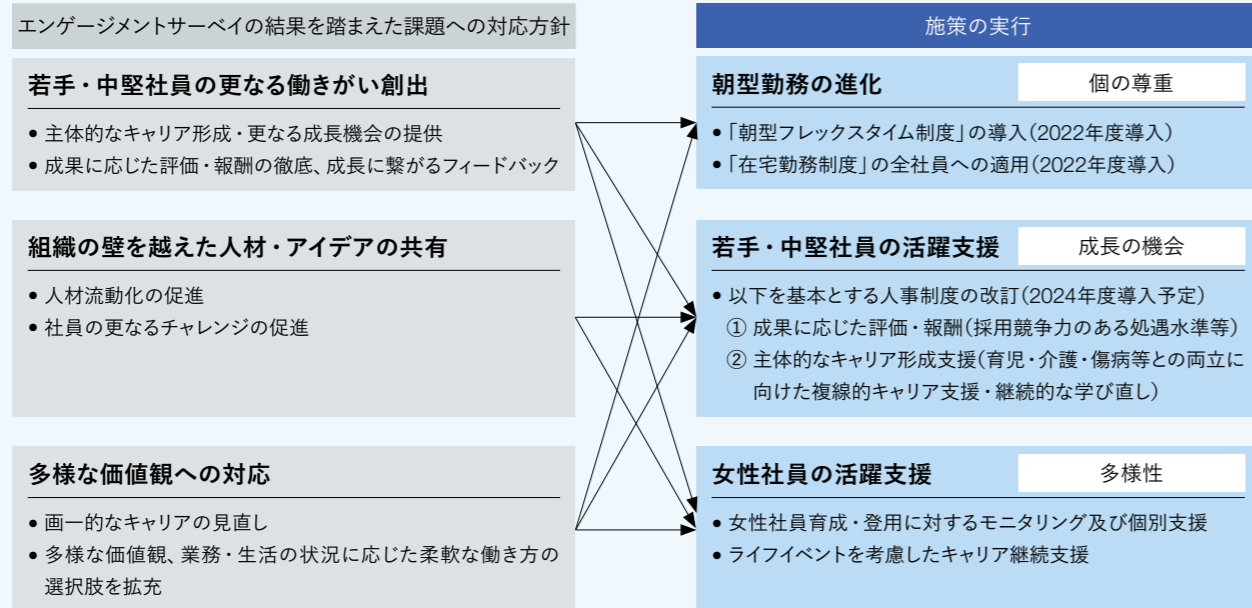 エンゲージメントサーベイの結果を踏まえた課題への対応方針
若手・中堅社員の更なる働きがい創出
• 主体的なキャリア形成・更なる成長機会の提供
• 成果に応じた評価・報酬の徹底、成長に繋がるフィードバック
組織の壁を越えた人材・アイデアの共有
• 人材流動化の促進
• 社員の更なるチャレンジの促進
多様な価値観への対応
• 画一的なキャリアの見直し
• 多様な価値観、業務・生活の状況に応じた柔軟な働き方の
選択肢を拡充
施策の実行
朝型勤務の進化
個の尊重
• 「朝型フレックスタイム制度」の導入(2022年度導入)
• 「在宅勤務制度」の全社員への適用(2022年度導入)
若手・中堅社員の活躍支援
成長の機会
• 以下を基本とする人事制度の改訂(2024年度導入予定)
① 成果に応じた評価・報酬(採用競争力のある処遇水準等)
② 主体的なキャリア形成支援(育児・介護・傷病等との両立に
向けた複線的キャリア支援・継続的な学び直し)
女性社員の活躍支援
多様性
• 女性社員育成・登用に対するモニタリング及び個別支援
• ライフイベントを考慮したキャリア継続支援